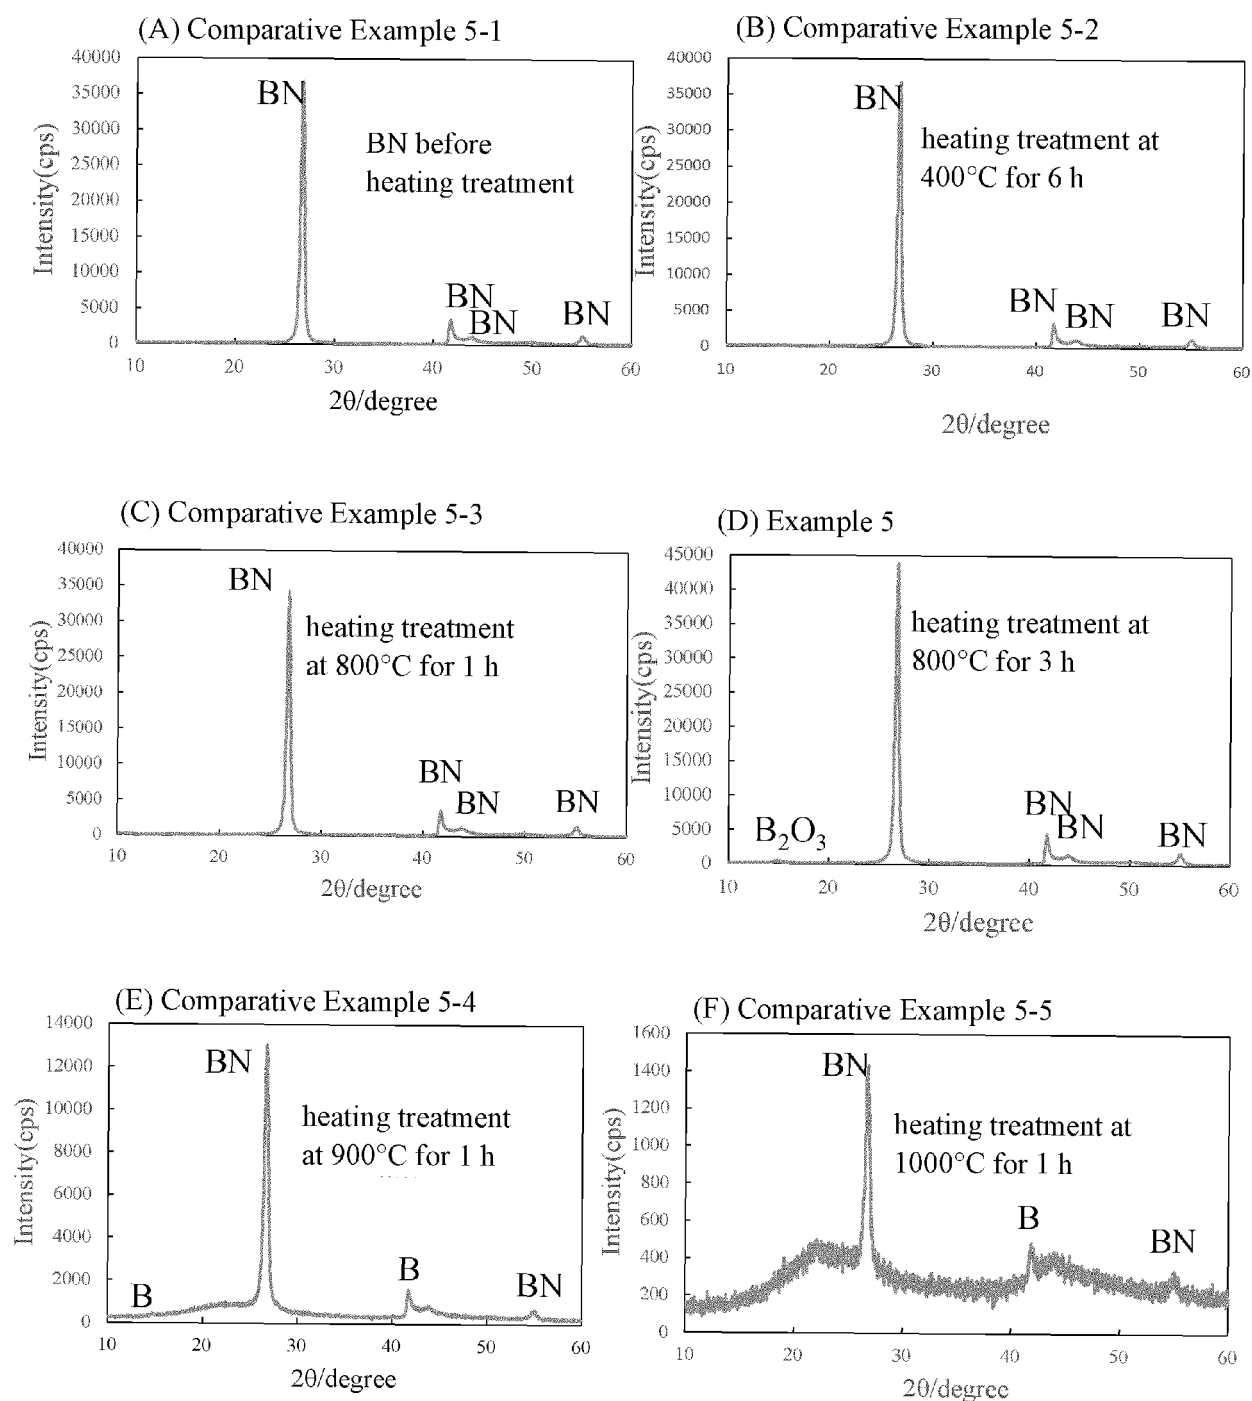 (A) Comparative Example 5-1
40000
35000
30000
25000
20000
15000
10000
5000
0
Intensity(cps)
BN
BN before
heating treatment
BN
BN
BN
10
20
30
40
50
60
2θ/degree
(B) Comparative Example 5-2
40000
35000
30000
25000
20000
15000
10000
5000
0
Intensity(cps)
BN
heating treatment at
400°C for 6 h
BN
BN
BN
10
20
30
40
50
60
2θ/degree
(C) Comparative Example 5-3
40000
35000
30000
25000
20000
15000
10000
5000
0
Intensity(cps)
BN
heating treatment
at 800°C for 1 h
BN
BN
BN
10
20
30
40
50
60
2θ/degree
(D) Example 5
45000
40000
35000
30000
25000
20000
15000
10000
5000
0
Intensity(cps)
heating treatment at
800°C for 3 h
B₂O₃
BN
BN
BN
10
20
30
40
50
60
2θ/degree
(E) Comparative Example 5-4
14000
12000
10000
8000
6000
4000
2000
0
Intensity(cps)
BN
heating treatment
at 900°C for 1 h
B
B
BN
10
20
30
40
50
60
2θ/degree
(F) Comparative Example 5-5
1600
1400
1200
1000
800
600
400
200
0
Intensity(cps)
BN
heating treatment at
1000°C for 1 h
B
BN
10
20
30
40
50
60
2θ/degree